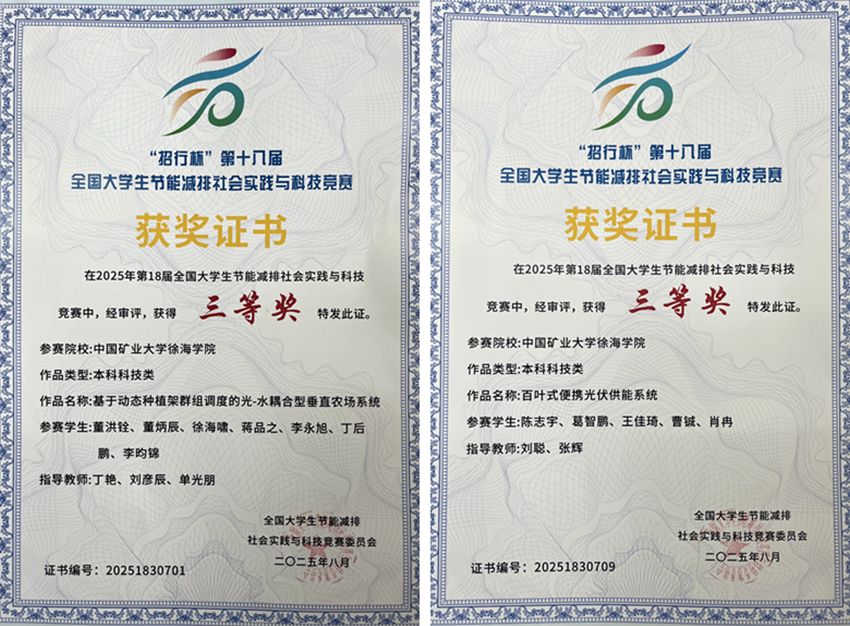 “招行杯”第十八届
全国大学生节能减排社会实践与科技竞赛
获奖证书
在2025年第18届全国大学生节能减排社会实践与科技
竞赛中，经审评，获得 三等奖 特发此证。
参赛院校:中国矿业大学徐海学院
作品类型:本科科技类
作品名称:基于动态种植架群组调度的光-水耦合型垂直农场系统
参赛学生:董洪铨、董炳辰、徐海啸、蒋品之、李永旭、丁后
鹏、李昀锦
指导教师:丁艳、刘彦辰、单光朋
全国大学生节能减排
社会实践与科技竞赛委员会
二〇二五年八月
证书编号：20251830701
“招行杯”第十八届
全国大学生节能减排社会实践与科技竞赛
获奖证书
在2025年第18届全国大学生节能减排社会实践与科技
竞赛中，经审评，获得 三等奖 特发此证。
参赛院校:中国矿业大学徐海学院
作品类型:本科科技类
作品名称:百叶式便携光伏供能系统
参赛学生:陈志宇、葛智鹏、王佳琦、曹铖、肖冉
指导教师:刘聪、张辉
全国大学生节能减排
社会实践与科技竞赛委员会
二〇二五年八月
证书编号：20251830709